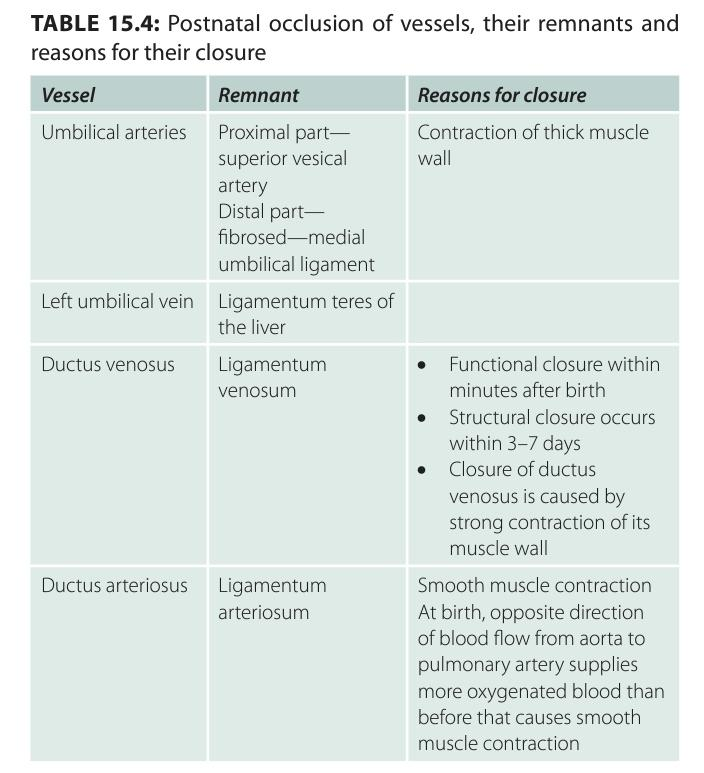 TABLE 15.4: Postnatal occlusion of vessels, their remnants and
reasons for their closure
Vessel Remnant Reasons for closure
Umbilical arteries
Proximal part—
superior vesical
artery
Distal part—
fibrosed—medial
umbilical ligament
Contraction of thick muscle
wall
Left umbilical vein
Ligamentum teres of
the liver
Ductus venosus
Ligamentum
venosum
• Functional closure within
minutes after birth
• Structural closure occurs
within 3–7 days
• Closure of ductus
venosus is caused by
strong contraction of its
muscle wall
Ductus arteriosus
Ligamentum
arteriosum
Smooth muscle contraction
At birth, opposite direction
of blood flow from aorta to
pulmonary artery supplies
more oxygenated blood than
before that causes smooth
muscle contraction